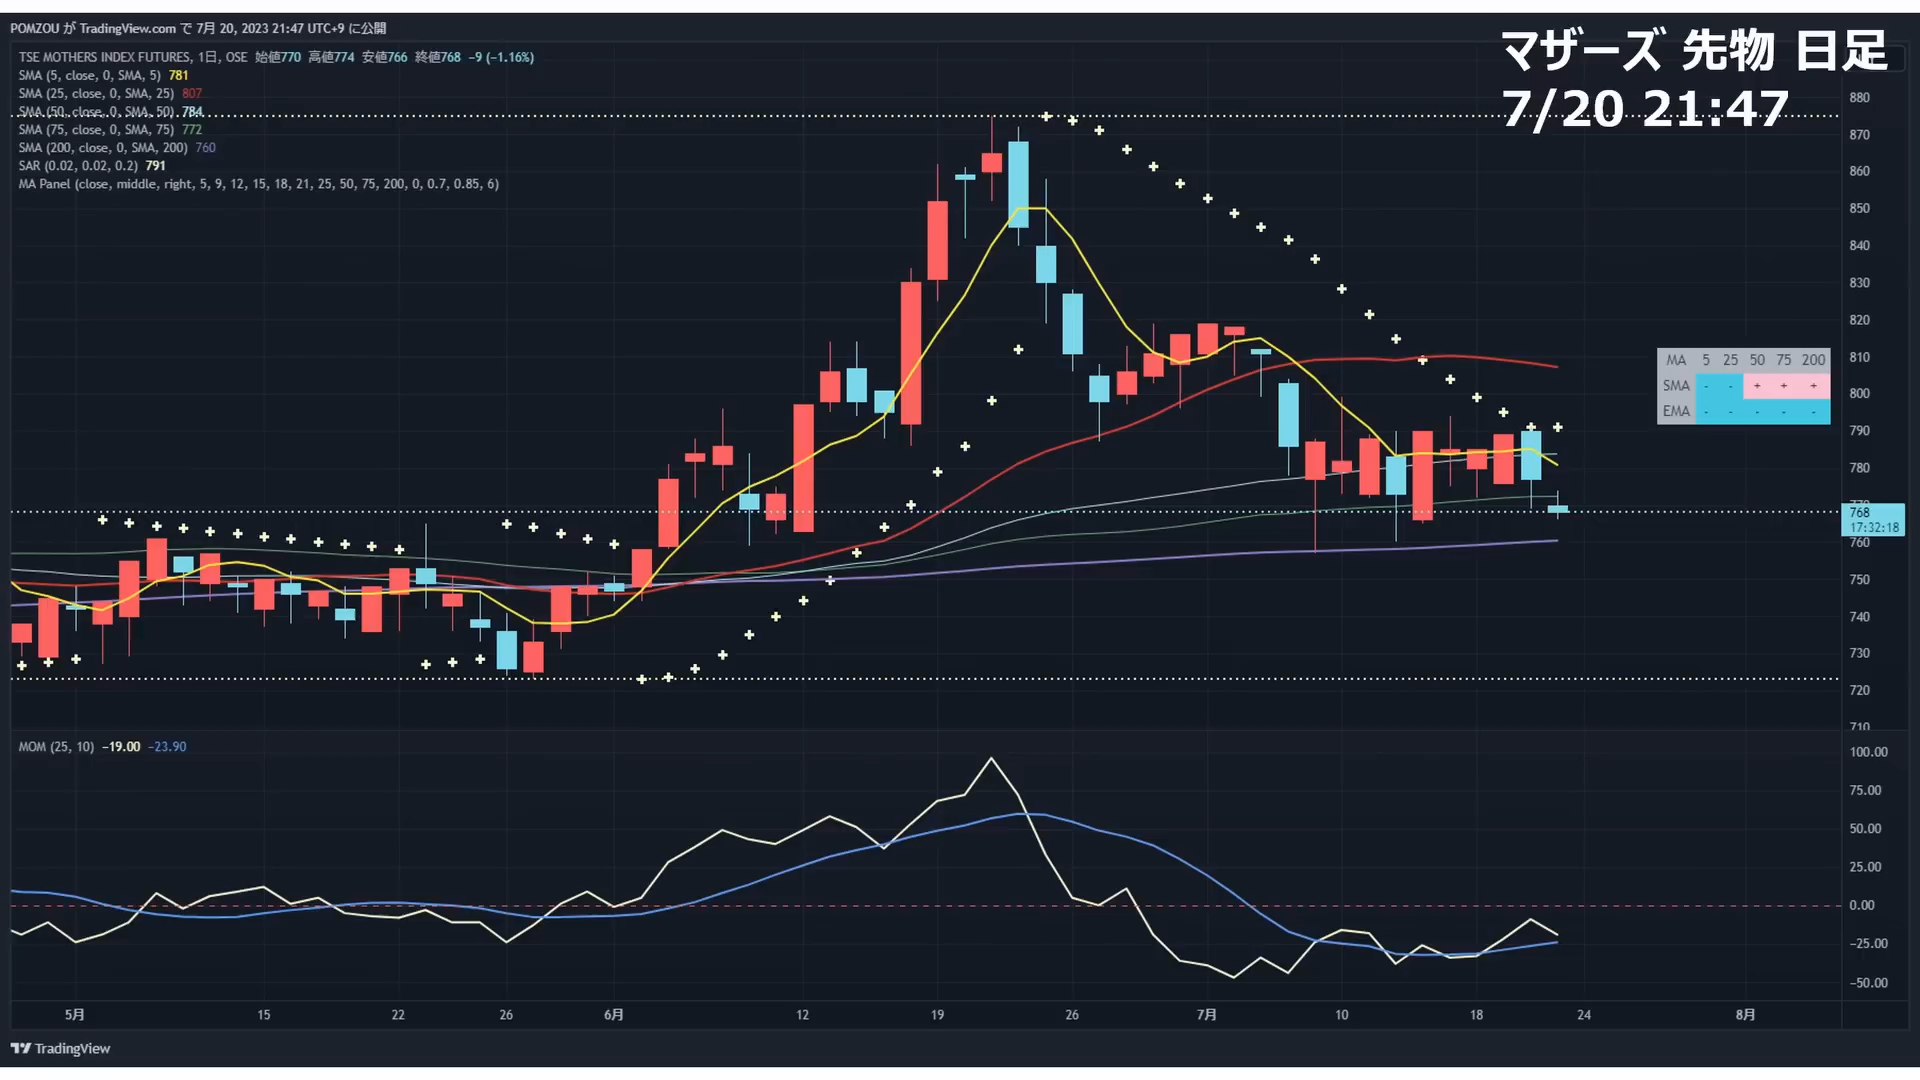 POMZOU が TradingView.com で 7月 20, 2023 21:47 UTC+9 に公開
マザーズ 先物 日足
7/20 21:47
TSE MOTHERS INDEX FUTURES, 1日, OSE 始値770 高値774 安値766 終値768 −9 (−1.16%)
SMA (5, close, 0, SMA, 5) 781
SMA (25, close, 0, SMA, 25) 807
SMA (50, close, 0, SMA, 50) 784
SMA (75, close, 0, SMA, 75) 772
SMA (200, close, 0, SMA, 200) 760
SAR (0.02, 0.02, 0.2) 791
MA Panel (close, middle, right, 5, 9, 12, 15, 18, 21, 25, 50, 75, 200, 0, 0.7, 0.85, 6)
880
870
860
850
840
830
820
810
800
790
780
770
768
17:32:18
760
750
740
730
720
710
MA 5 25 50 75 200
SMA - - + + +
EMA - - - - -
MOM (25, 10) −19.00 −23.90
100.00
75.00
50.00
25.00
0.00
−25.00
−50.00
5月 15 22 26 6月 12 19 26 7月 10 18 24 8月
TradingView